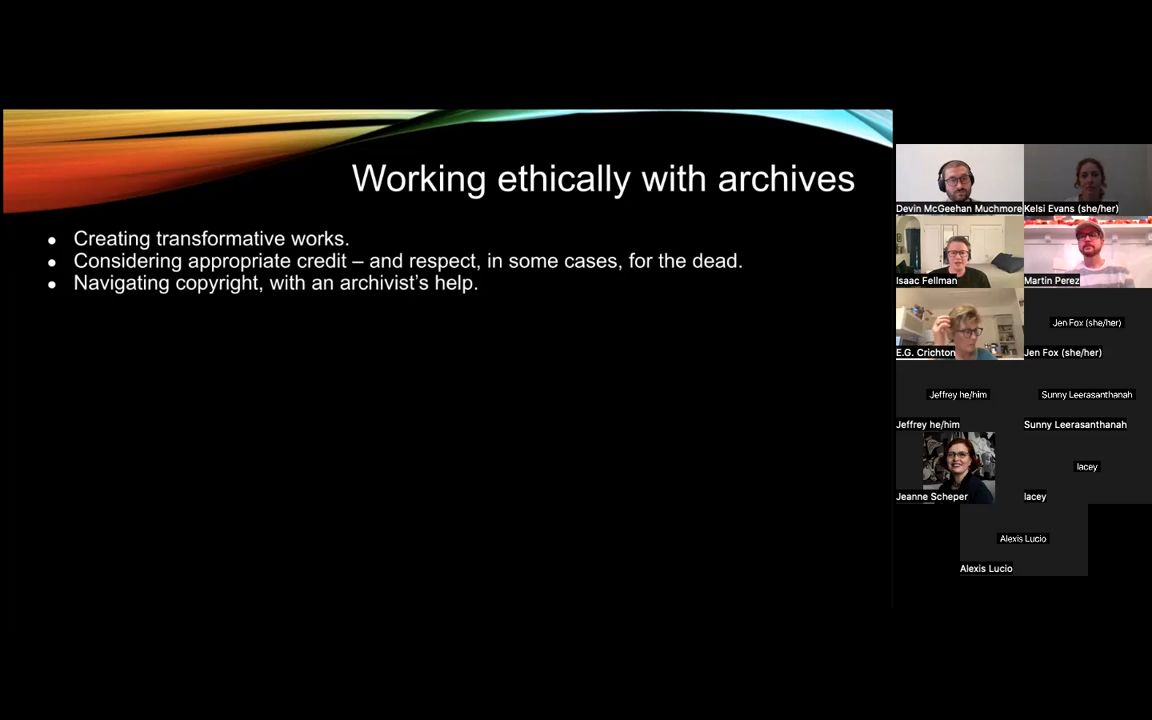 Working ethically with archives
● Creating transformative works.
● Considering appropriate credit – and respect, in some cases, for the dead.
● Navigating copyright, with an archivist's help.
Devin McGeehan Muchmore
Kelsi Evans (she/her)
Isaac Fellman
Martin Perez
E.G. Crichton
Jen Fox (she/her)
Jen Fox (she/her)
Jeffrey he/him
Jeffrey he/him
Sunny Leerasanthanah
Sunny Leerasanthanah
Jeanne Scheper
lacey
lacey
Alexis Lucio
Alexis Lucio